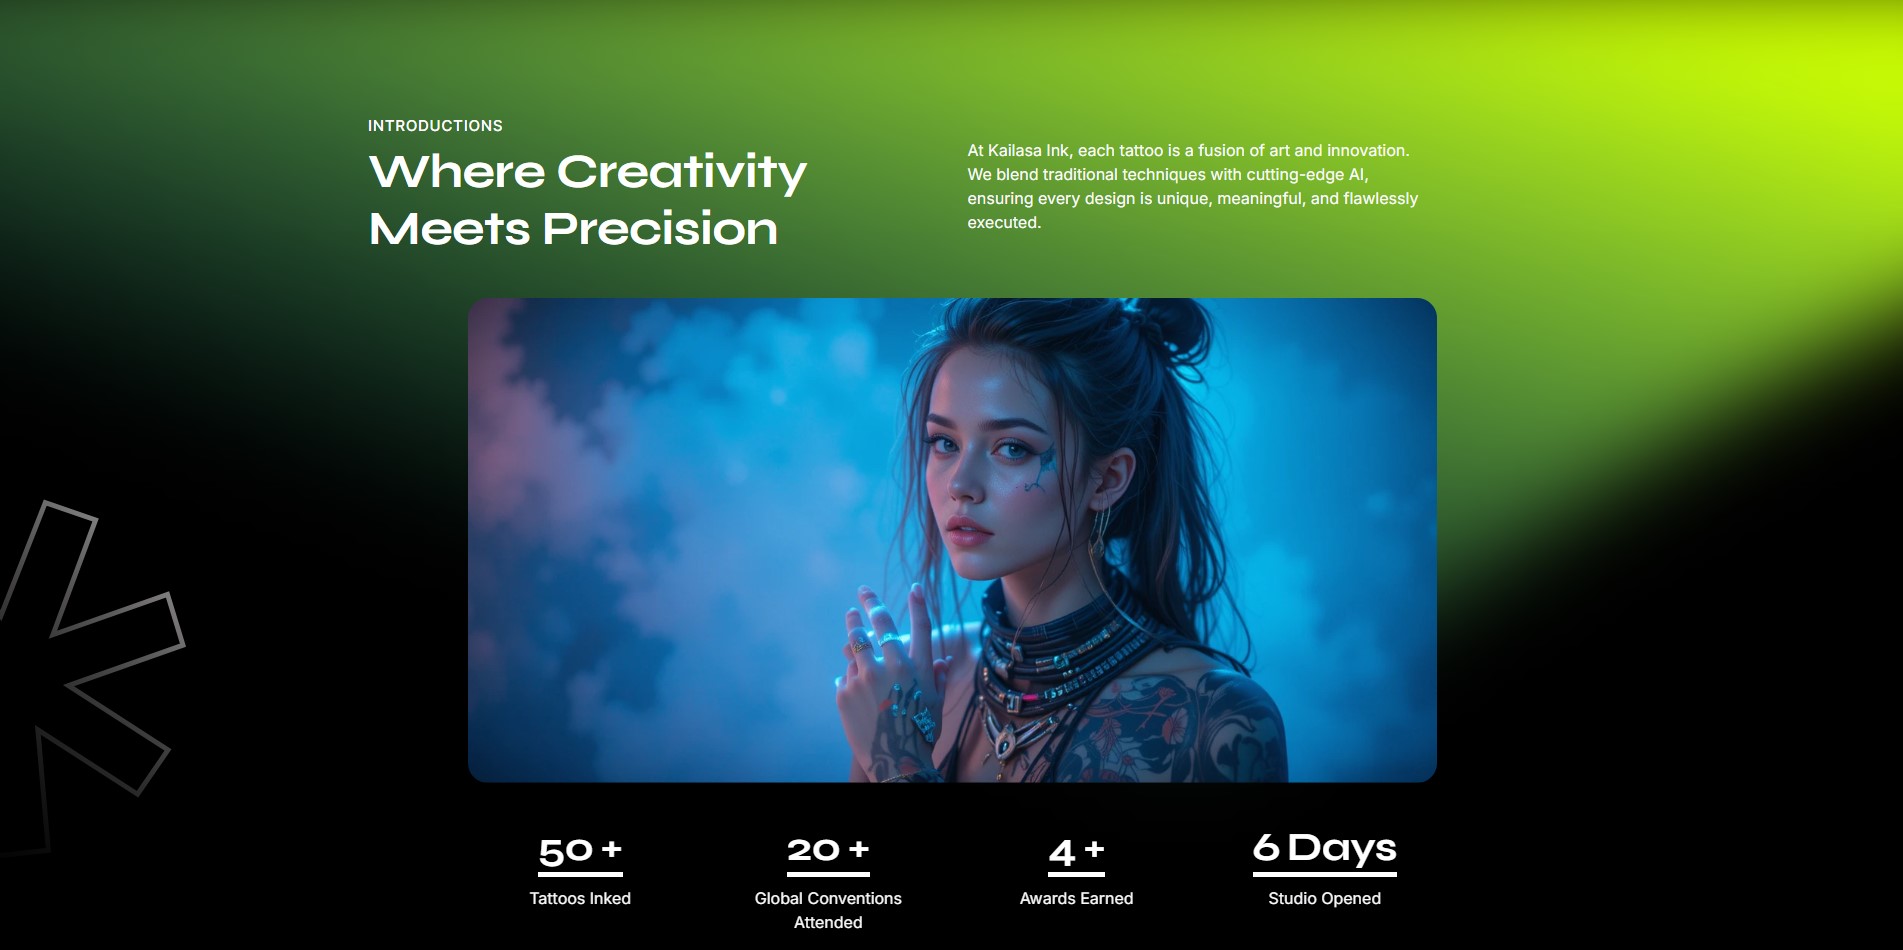 INTRODUCTIONS
Where Creativity
Meets Precision
At Kailasa Ink, each tattoo is a fusion of art and innovation.
We blend traditional techniques with cutting-edge AI,
ensuring every design is unique, meaningful, and flawlessly
executed.
50 +
Tattoos Inked
20 +
Global Conventions
Attended
4 +
Awards Earned
6 Days
Studio Opened